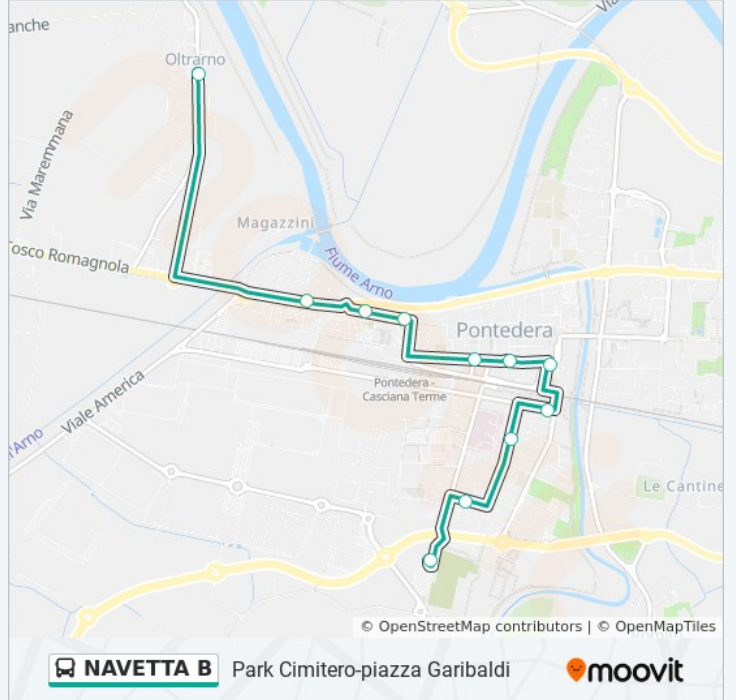 anche
Via
Oltrarno
Via Maremmana
Magazzini
Tosco Romagnola
Fiume Arno
Pontedera
Pontedera -
Casciana Terme
Viale America
l'Arno
Le Cantine
© OpenStreetMap contributors | © OpenMapTiles
NAVETTA B
Park Cimitero-piazza Garibaldi
moovit